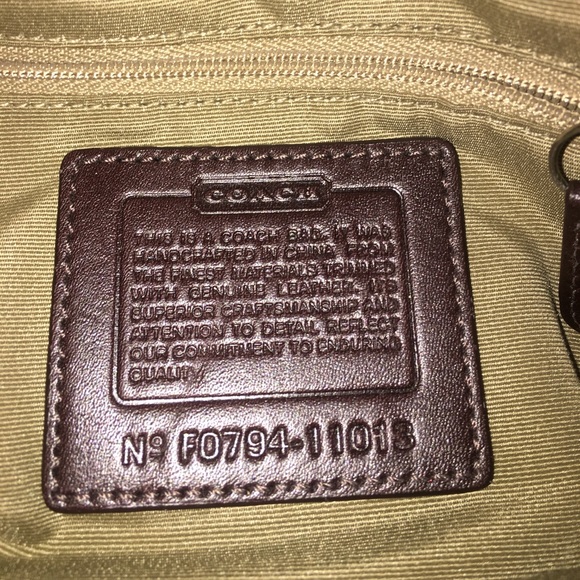 COACH
THIS IS A COACH BAG. IT WAS
HANDCRAFTED IN CHINA FROM
THE FINEST MATERIALS TRIMMED
WITH GENUINE LEATHER. ITS
SUPERIOR CRAFTSMANSHIP AND
ATTENTION TO DETAIL REFLECT
OUR COMMITMENT TO ENDURING
QUALITY.
Nº F0794-11013